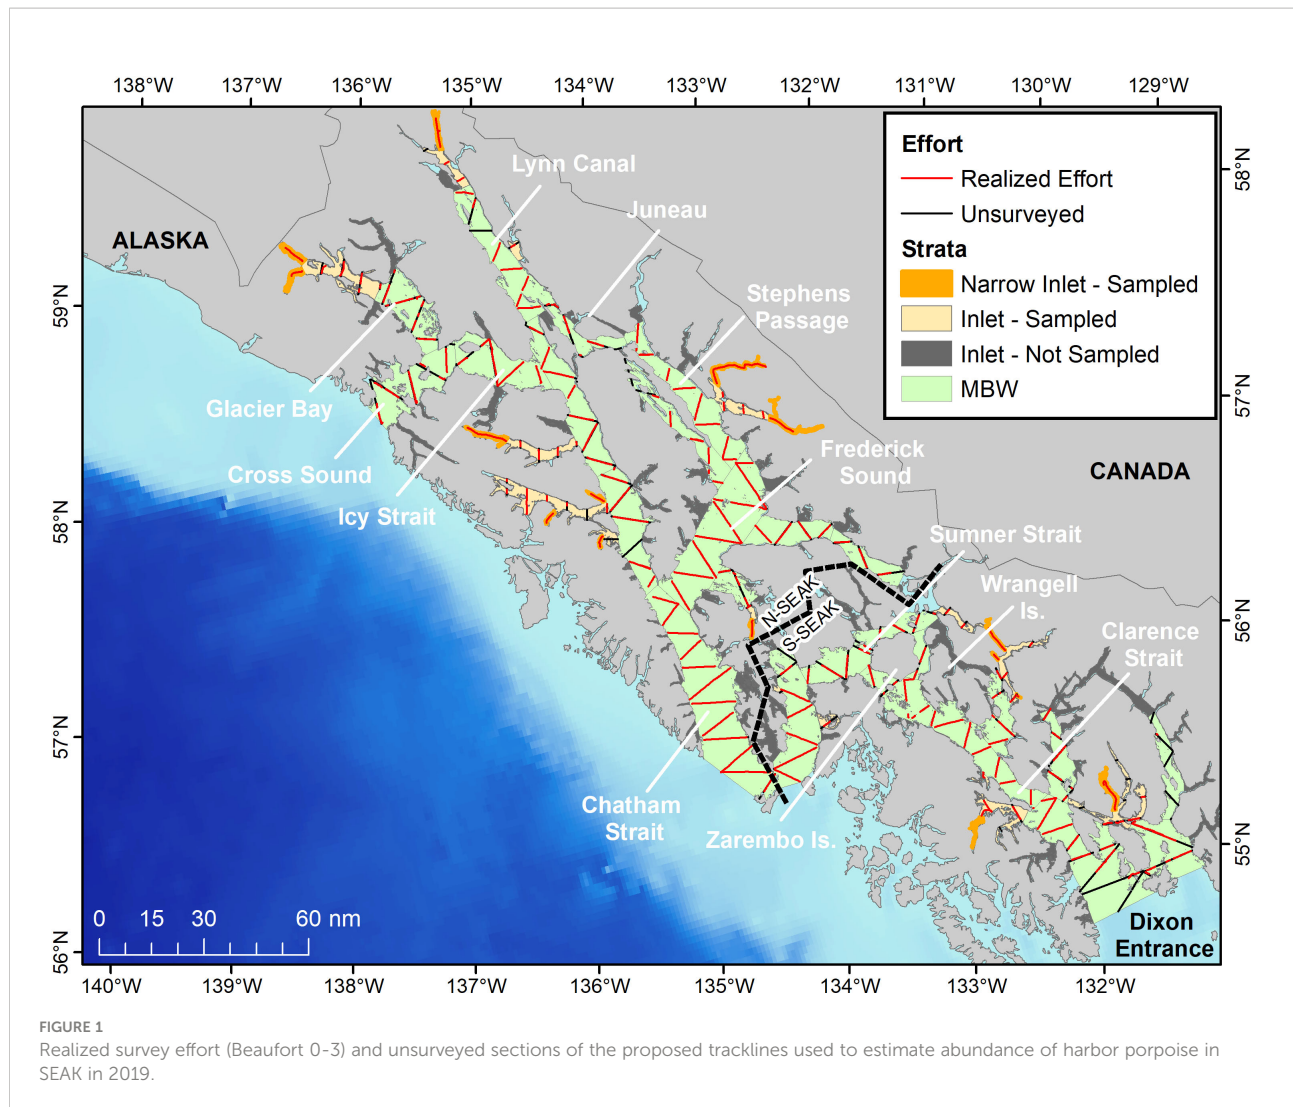 138°W 137°W 136°W 135°W 134°W 133°W 132°W 131°W 130°W 129°W
Effort
Realized Effort
Unsurveyed
Strata
Narrow Inlet - Sampled
Inlet - Sampled
Inlet - Not Sampled
MBW
58°N
57°N
56°N
55°N
59°N
58°N
57°N
56°N
Lynn Canal
Juneau
ALASKA
Stephens
Passage
Glacier Bay
Cross Sound
Icy Strait
Frederick
Sound
CANADA
Sumner Strait
Wrangell
Is.
Clarence
Strait
N-SEAK
S-SEAK
Chatham
Strait
Zarembo Is.
Dixon
Entrance
0 15 30 60 nm
140°W 139°W 138°W 137°W 136°W 135°W 134°W 133°W 132°W
FIGURE 1
Realized survey effort (Beaufort 0-3) and unsurveyed sections of the proposed tracklines used to estimate abundance of harbor porpoise in
SEAK in 2019.